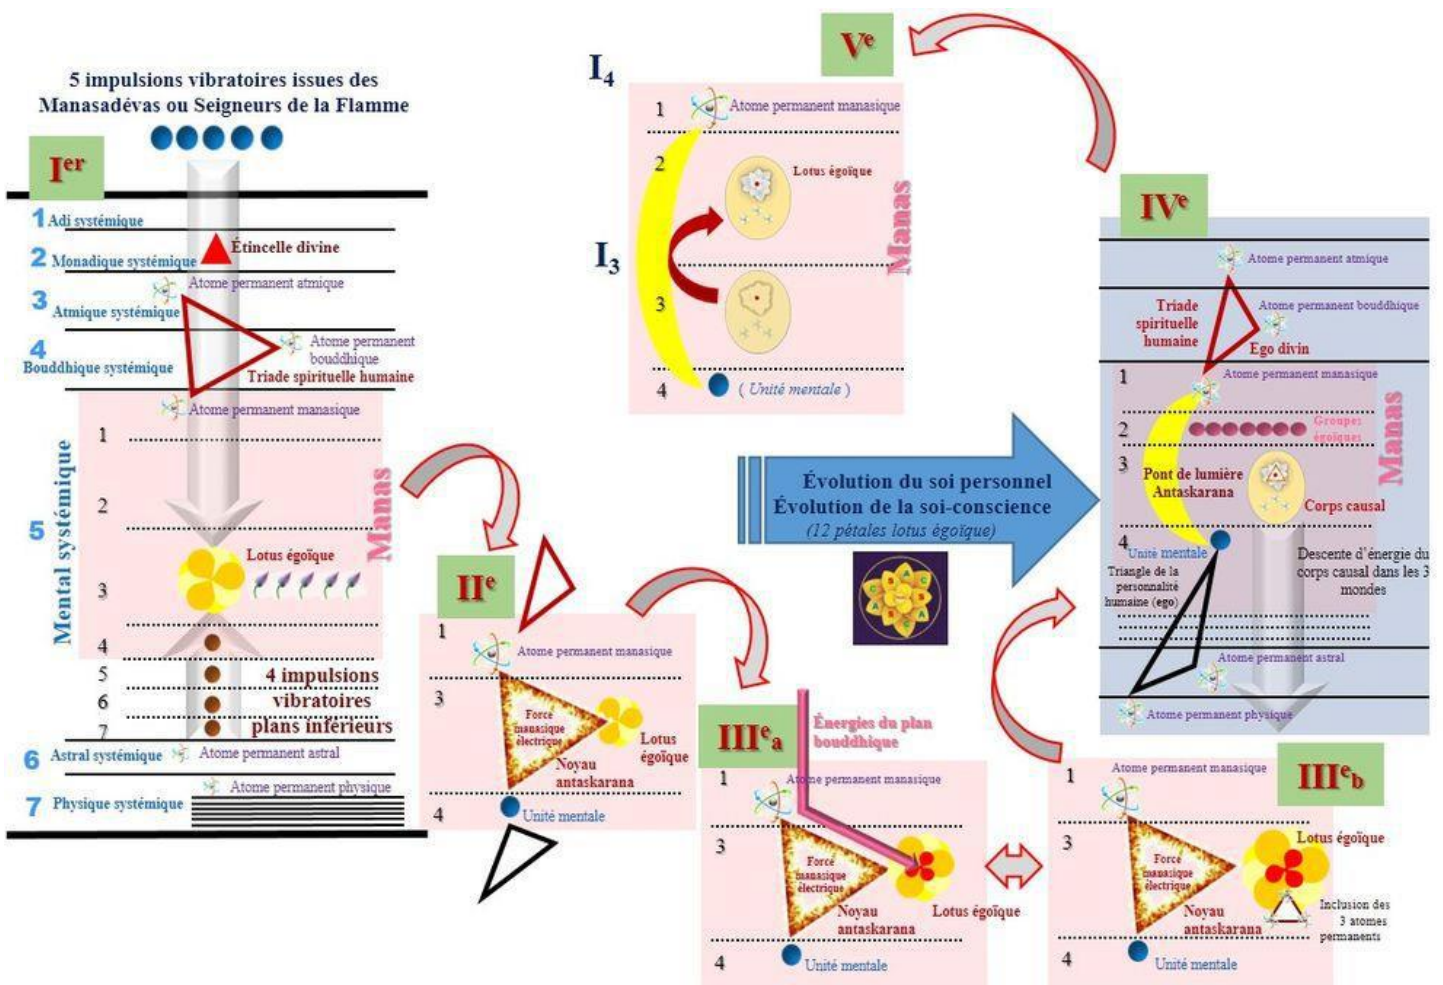 5 impulsions vibratoires issues des
Manasadévas ou Seigneurs de la Flamme
Iᵉʳ
1 Adi systémique
Étincelle divine
2 Monadique systémique
Atome permanent atmique
3
Atmique systémique
4
Atome permanent
bouddhique
Bouddhique systémique
Triade spirituelle humaine
Atome permanent manasique
1
2
5
Mental systémique
Manas
Lotus égoïque
3
4
5
6
7
4 impulsions
vibratoires
plans inférieurs
6 Astral systémique
Atome permanent astral
Atome permanent physique
7 Physique systémique
IIᵉ
1
Atome permanent manasique
3
Force
manasique
électrique
Noyau
antaskarana
Lotus
égoïque
4
Unité mentale
IIIᵉa
Énergies du plan
bouddhique
1
Atome permanent manasique
3
Force
manasique
électrique
Noyau
antaskarana
Lotus égoïque
4
Unité mentale
IIIᵉb
1
Atome permanent manasique
3
Lotus égoïque
Force
manasique
électrique
Noyau
antaskarana
Inclusion des
3 atomes
permanents
4
Unité mentale
Évolution du soi personnel
Évolution de la soi-conscience
(12 pétales lotus égoïque)
IVᵉ
Atome permanent atmique
Triade
spirituelle
humaine
Atome permanent bouddhique
Ego divin
1
Atome permanent manasique
2
Groupes
égoïques
Manas
3
Pont de lumière
Antaskarana
Corps causal
4
Unité mentale
Triangle de la
personnalité
humaine (ego)
Descente d'énergie du
corps causal dans les 3
mondes
Atome permanent astral
Atome permanent physique
Vᵉ
I₄
1
Atome permanent manasique
2
Lotus égoïque
Manas
I₃
3
4
( Unité mentale )